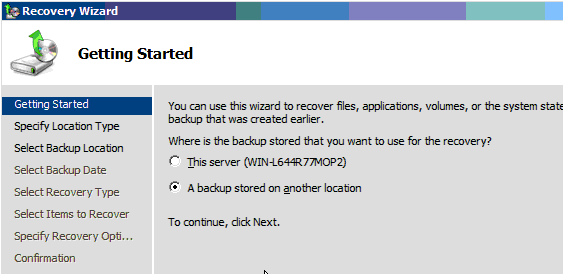 Recovery Wizard
Getting Started
Getting Started
Specify Location Type
Select Backup Location
Select Backup Date
Select Recovery Type
Select Items to Recover
Specify Recovery Opti...
Confirmation
You can use this wizard to recover files, applications, volumes, or the system state
backup that was created earlier.
Where is the backup stored that you want to use for the recovery?
This server (WIN-L644R77MOP2)
A backup stored on another location
To continue, click Next.